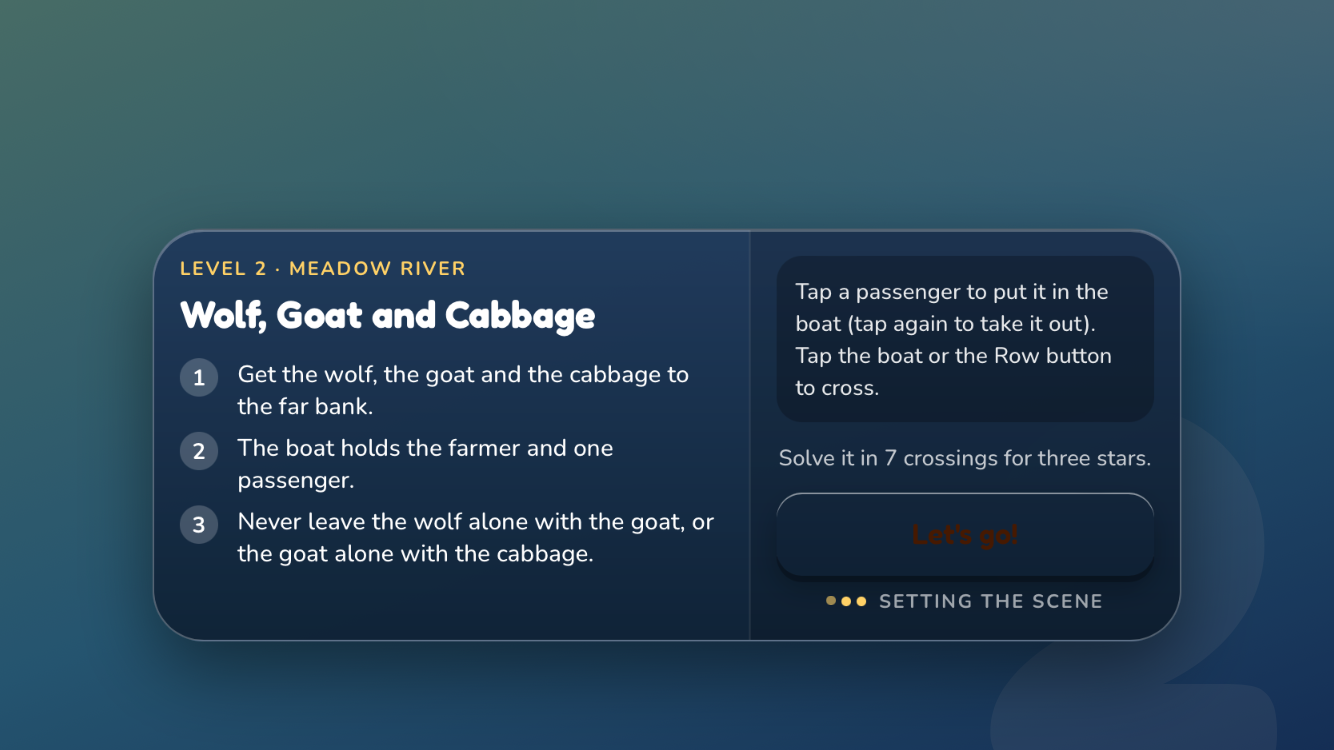 LEVEL 2 · MEADOW RIVER
Wolf, Goat and Cabbage
1 Get the wolf, the goat and the cabbage to
the far bank.
2 The boat holds the farmer and one
passenger.
3 Never leave the wolf alone with the goat, or
the goat alone with the cabbage.
Tap a passenger to put it in the
boat (tap again to take it out).
Tap the boat or the Row button
to cross.
Solve it in 7 crossings for three stars.
Let's go!
SETTING THE SCENE
2